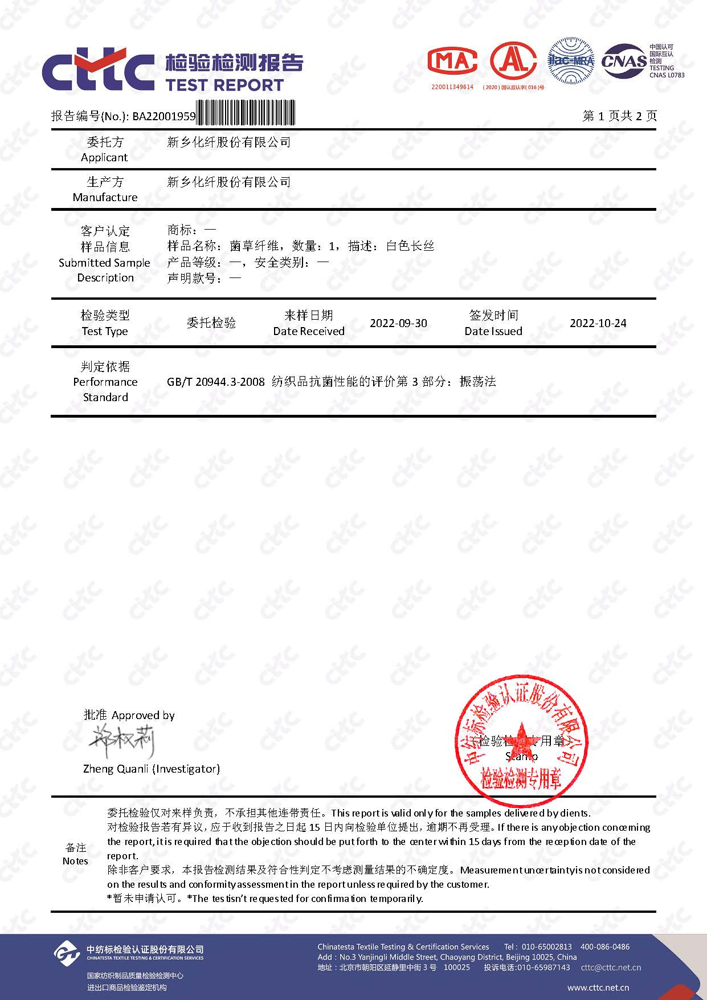 cttc 检验检测报告
TEST REPORT
MA
220011349614
AL
(2020)国认监认字(016)号
ilac-MRA
CNAS
中国认可
国际互认
检测
TESTING
CNAS L0783
报告编号(No.): BA22001959
第 1 页共 2 页
委托方
Applicant
新乡化纤股份有限公司
生产方
Manufacture
新乡化纤股份有限公司
客户认定
样品信息
Submitted Sample
Description
商标：—
样品名称：菌草纤维，数量：1，描述：白色长丝
产品等级：—，安全类别：—
声明款号：—
检验类型
Test Type
委托检验
来样日期
Date Received
2022-09-30
签发时间
Date Issued
2022-10-24
判定依据
Performance
Standard
GB/T 20944.3-2008 纺织品抗菌性能的评价第 3 部分：振荡法
批准 Approved by
郑权莉
Zheng Quanli (Investigator)
中纺标检验认证股份有限公司
（检验检测专用章）
Stamp
检验检测专用章
备注
Notes
委托检验仅对来样负责，不承担其他连带责任。This report is valid only for the samples delivered by clients.
对检验报告若有异议，应于收到报告之日起 15 日内向检验单位提出，逾期不再受理。If there is any objection concerning
the report, it is required that the objection should be put forth to the center within 15 days from the reception date of the
report.
除非客户要求，本报告检测结果及符合性判定不考虑测量结果的不确定度。Measurement uncertainty is not considered
on the results and conformity assessment in the report unless required by the customer.
*暂未申请认可。*The test isn't requested for confirmation temporarily.
中纺标检验认证股份有限公司
CHINATESTA TEXTILE TESTING & CERTIFICATION SERVICES
国家纺织制品质量检验检测中心
进出口商品检验鉴定机构
Chinatesta Textile Testing & Certification Services Tel : 010-65002813 400-086-0486
Add : No.3 Yanjingli Middle Street, Chaoyang District, Beijing 10025, China
地址 : 北京市朝阳区延静里中街 3 号 100025 投诉电话:010-65987143 cttc@cttc.net.cn
www.cttc.net.cn